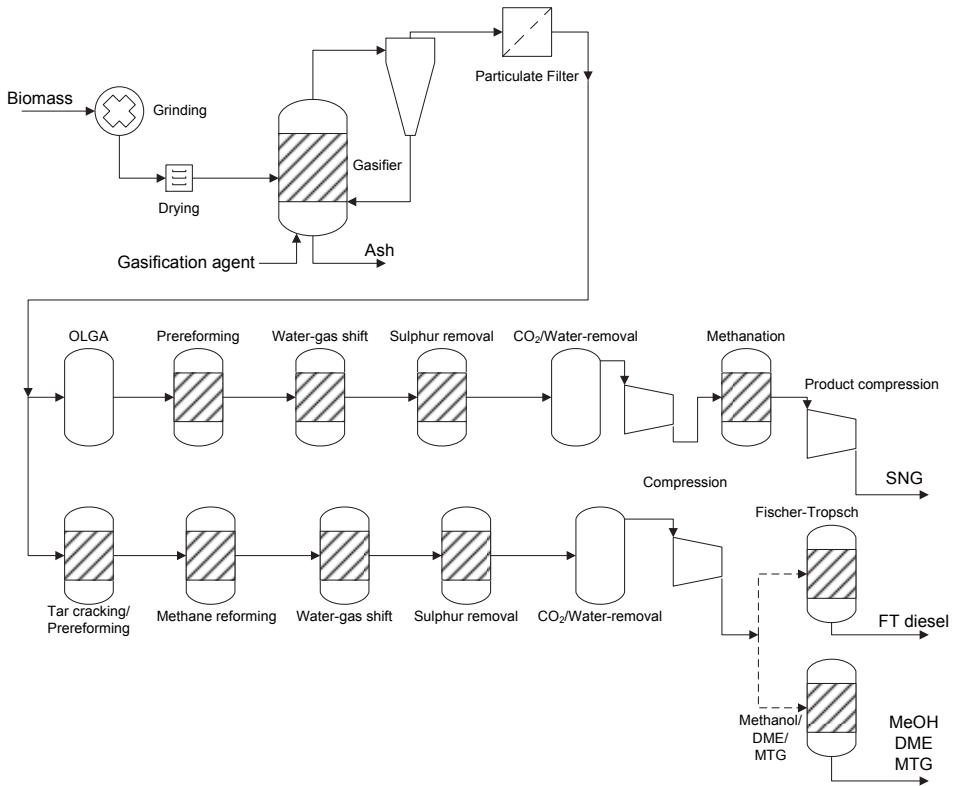 Particulate Filter
Biomass
Grinding
Gasifier
Drying
Ash
Gasification agent
OLGA
Prereforming
Water-gas shift
Sulphur removal
CO₂/Water-removal
Methanation
Product compression
SNG
Compression
Fischer-Tropsch
Tar cracking/
Prereforming
Methane reforming
Water-gas shift
Sulphur removal
CO₂/Water-removal
FT diesel
Methanol/
DME/
MTG
MeOH
DME
MTG